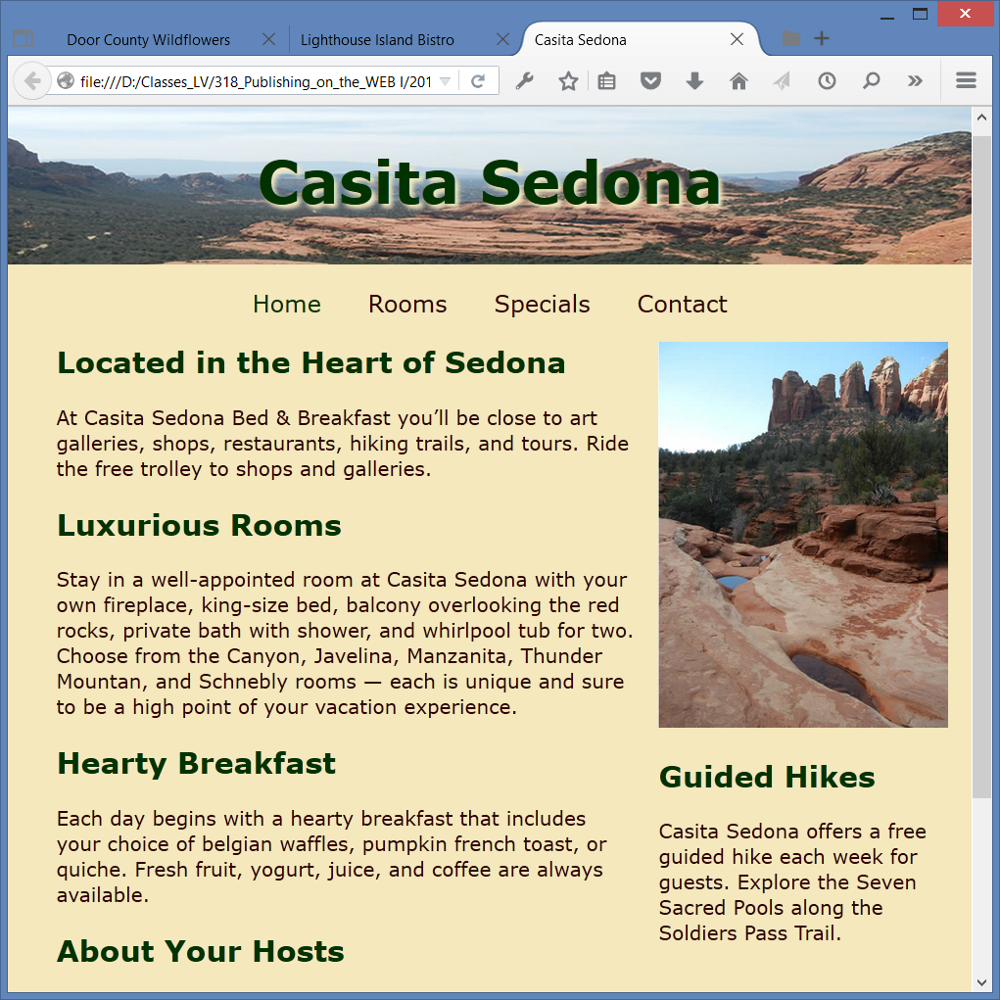 Door County Wildflowers
Lighthouse Island Bistro
Casita Sedona
file:///D:/Classes_LV/318_Publishing_on_the_WEB I/201
Casita Sedona
Home Rooms Specials Contact
Located in the Heart of Sedona
At Casita Sedona Bed & Breakfast you’ll be close to art
galleries, shops, restaurants, hiking trails, and tours. Ride
the free trolley to shops and galleries.
Luxurious Rooms
Stay in a well-appointed room at Casita Sedona with your
own fireplace, king-size bed, balcony overlooking the red
rocks, private bath with shower, and whirlpool tub for two.
Choose from the Canyon, Javelina, Manzanita, Thunder
Mountan, and Schnebly rooms — each is unique and sure
to be a high point of your vacation experience.
Hearty Breakfast
Each day begins with a hearty breakfast that includes
your choice of belgian waffles, pumpkin french toast, or
quiche. Fresh fruit, yogurt, juice, and coffee are always
available.
About Your Hosts
Guided Hikes
Casita Sedona offers a free
guided hike each week for
guests. Explore the Seven
Sacred Pools along the
Soldiers Pass Trail.